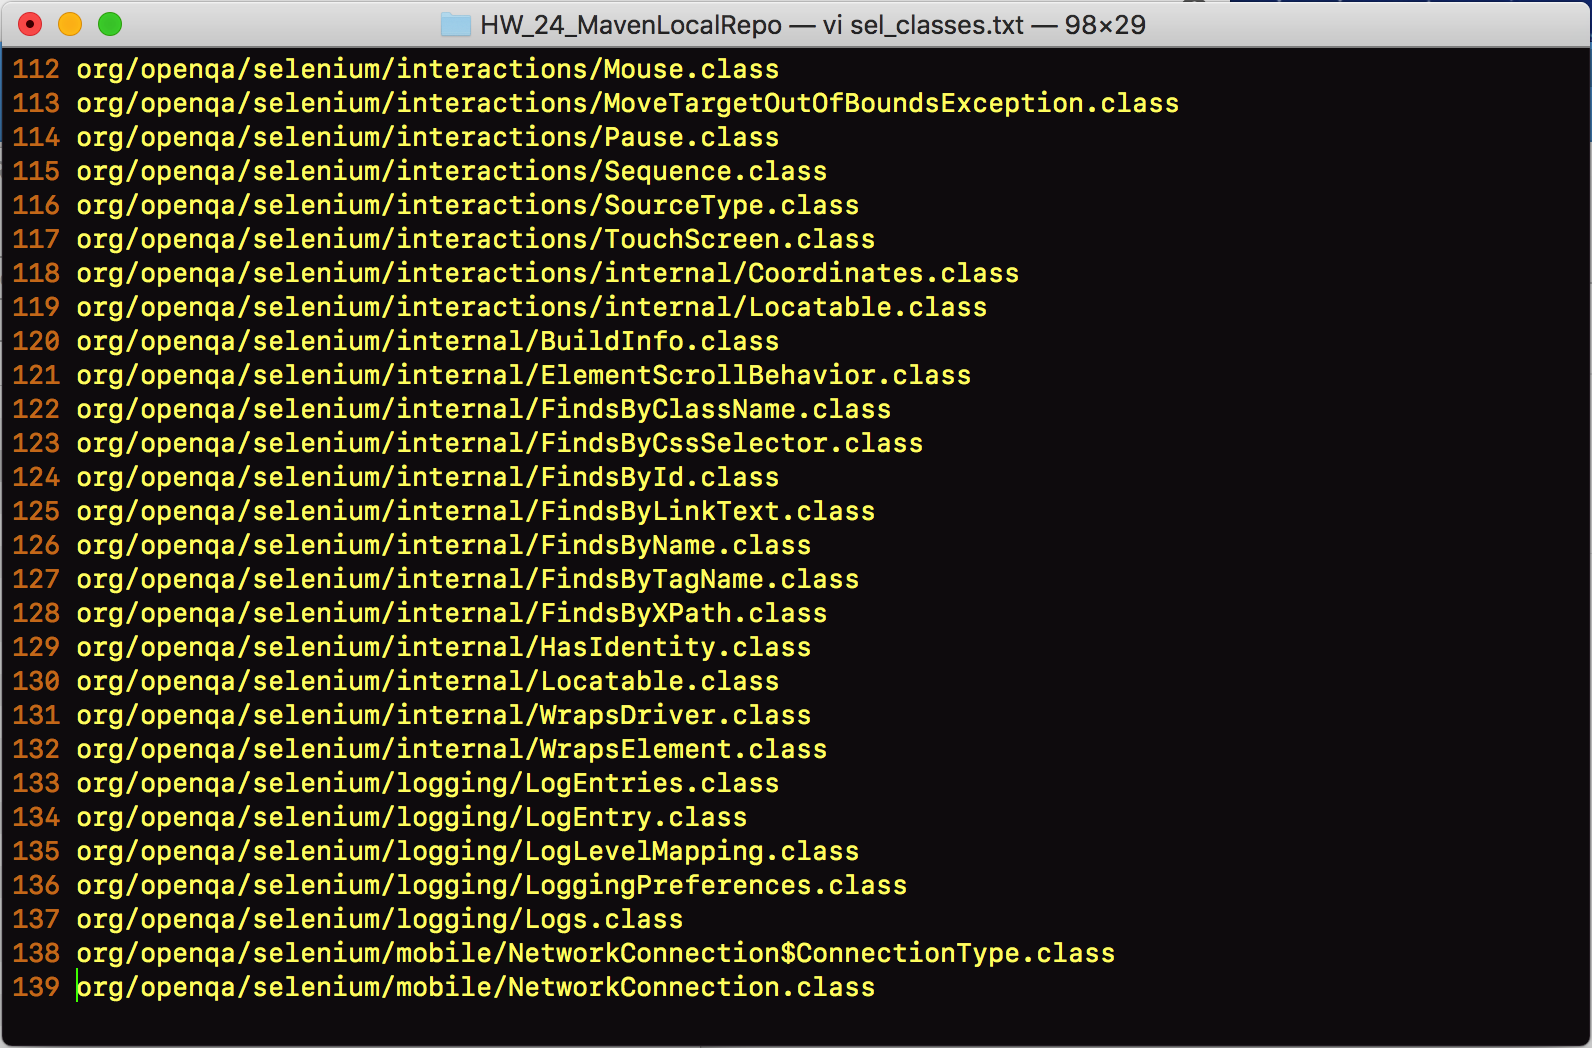 HW_24_MavenLocalRepo — vi sel_classes.txt — 98×29
112 org/openqa/selenium/interactions/Mouse.class
113 org/openqa/selenium/interactions/MoveTargetOutOfBoundsException.class
114 org/openqa/selenium/interactions/Pause.class
115 org/openqa/selenium/interactions/Sequence.class
116 org/openqa/selenium/interactions/SourceType.class
117 org/openqa/selenium/interactions/TouchScreen.class
118 org/openqa/selenium/interactions/internal/Coordinates.class
119 org/openqa/selenium/interactions/internal/Locatable.class
120 org/openqa/selenium/internal/BuildInfo.class
121 org/openqa/selenium/internal/ElementScrollBehavior.class
122 org/openqa/selenium/internal/FindsByClassName.class
123 org/openqa/selenium/internal/FindsByCssSelector.class
124 org/openqa/selenium/internal/FindsById.class
125 org/openqa/selenium/internal/FindsByLinkText.class
126 org/openqa/selenium/internal/FindsByName.class
127 org/openqa/selenium/internal/FindsByTagName.class
128 org/openqa/selenium/internal/FindsByXPath.class
129 org/openqa/selenium/internal/HasIdentity.class
130 org/openqa/selenium/internal/Locatable.class
131 org/openqa/selenium/internal/WrapsDriver.class
132 org/openqa/selenium/internal/WrapsElement.class
133 org/openqa/selenium/logging/LogEntries.class
134 org/openqa/selenium/logging/LogEntry.class
135 org/openqa/selenium/logging/LogLevelMapping.class
136 org/openqa/selenium/logging/LoggingPreferences.class
137 org/openqa/selenium/logging/Logs.class
138 org/openqa/selenium/mobile/NetworkConnection$ConnectionType.class
139 org/openqa/selenium/mobile/NetworkConnection.class